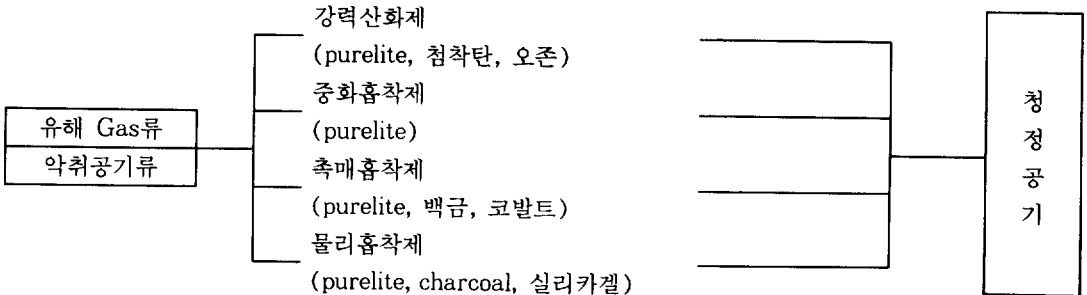 강력산화제
(purelite, 첨착탄, 오존)
중화흡착제
(purelite)
촉매흡착제
(purelite, 백금, 코발트)
물리흡착제
(purelite, charcoal, 실리카겔)
유해 Gas류
악취공기류
청
정
공
기